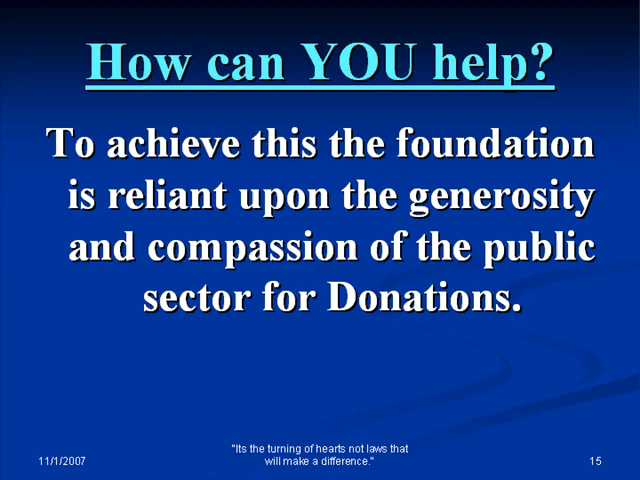 How can YOU help?
To achieve this the foundation
is reliant upon the generosity
and compassion of the public
sector for Donations.
11/1/2007
"Its the turning of hearts not laws that
will make a difference."
15